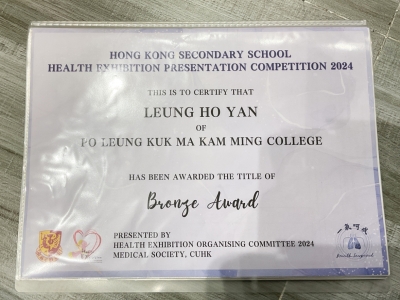 HONG KONG SECONDARY SCHOOL
HEALTH EXHIBITION PRESENTATION COMPETITION 2024
THIS IS TO CERTIFY THAT
LEUNG HO YAN
OF
PO LEUNG KUK MA KAM MING COLLEGE
HAS BEEN AWARDED THE TITLE OF
Bronze Award
PRESENTED BY
HEALTH EXHIBITION ORGANISING COMMITTEE 2024
MEDICAL SOCIETY, CUHK